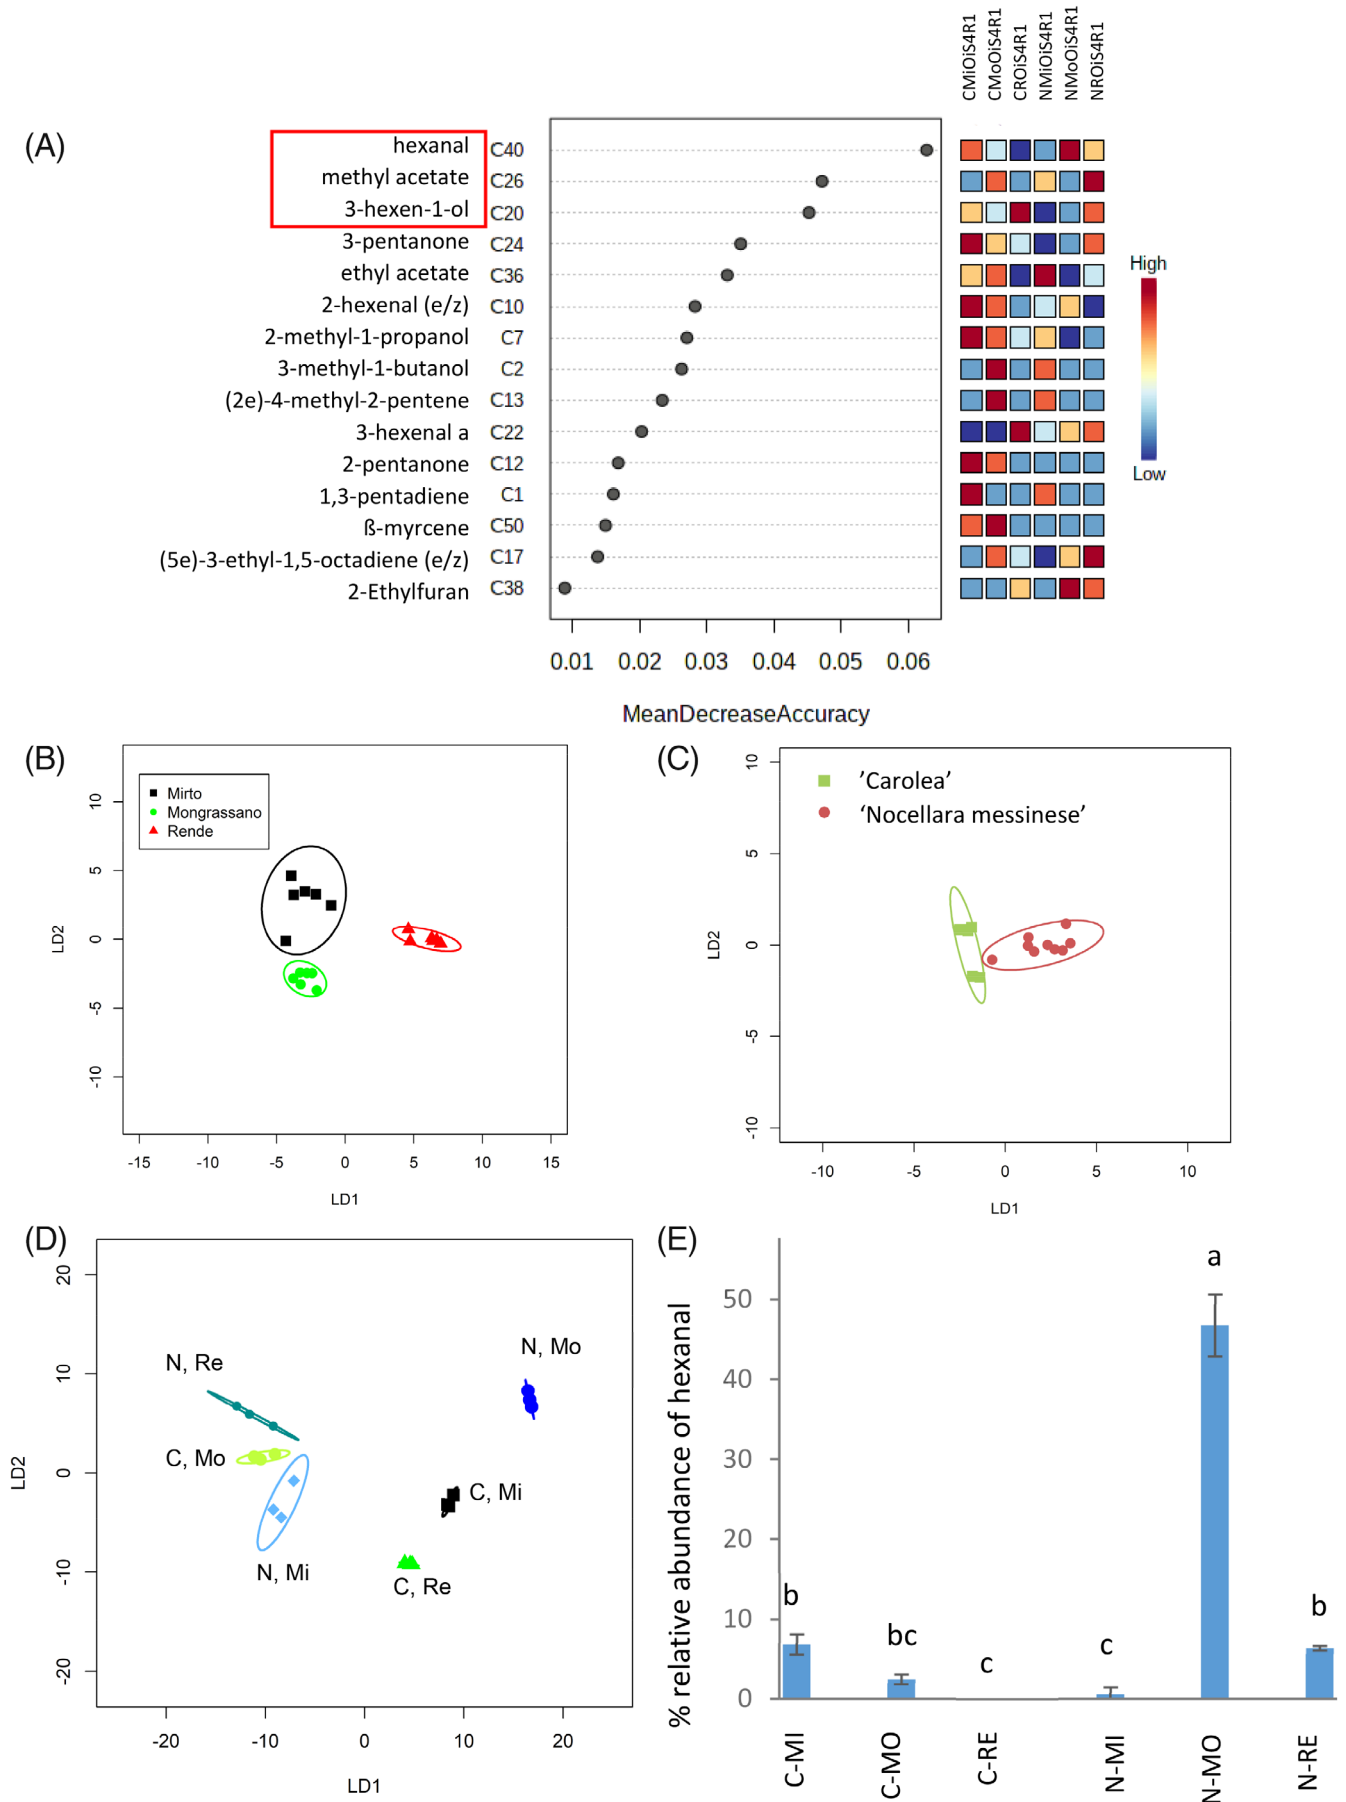 CMiOiS4R1 CMoOiS4R1 CROiS4R1 NMiOiS4R1 NMoOiS4R1 NROiS4R1
(A)
hexanal C40
methyl acetate C26
3-hexen-1-ol C20
3-pentanone C24
ethyl acetate C36
2-hexenal (e/z) C10
2-methyl-1-propanol C7
3-methyl-1-butanol C2
(2e)-4-methyl-2-pentene C13
3-hexenal a C22
2-pentanone C12
1,3-pentadiene C1
ß-myrcene C50
(5e)-3-ethyl-1,5-octadiene (e/z) C17
2-Ethylfuran C38
High
Low
0.01 0.02 0.03 0.04 0.05 0.06
MeanDecreaseAccuracy
(B)
Mirto
Mongrassano
Rende
10
5
0
-5
-10
LD2
-15 -10 -5 0 5 10 15
LD1
(C)
’Carolea’
‘Nocellara messinese’
10
5
0
-5
-10
LD2
-10 -5 0 5 10
LD1
(D)
N, Mo
N, Re
C, Mo
C, Mi
N, Mi
C, Re
20
10
0
-10
-20
LD2
-20 -10 0 10 20
LD1
(E)
% relative abundance of hexanal
50
40
30
20
10
0
b
bc
c
c
a
b
C-MI C-MO C-RE N-MI N-MO N-RE